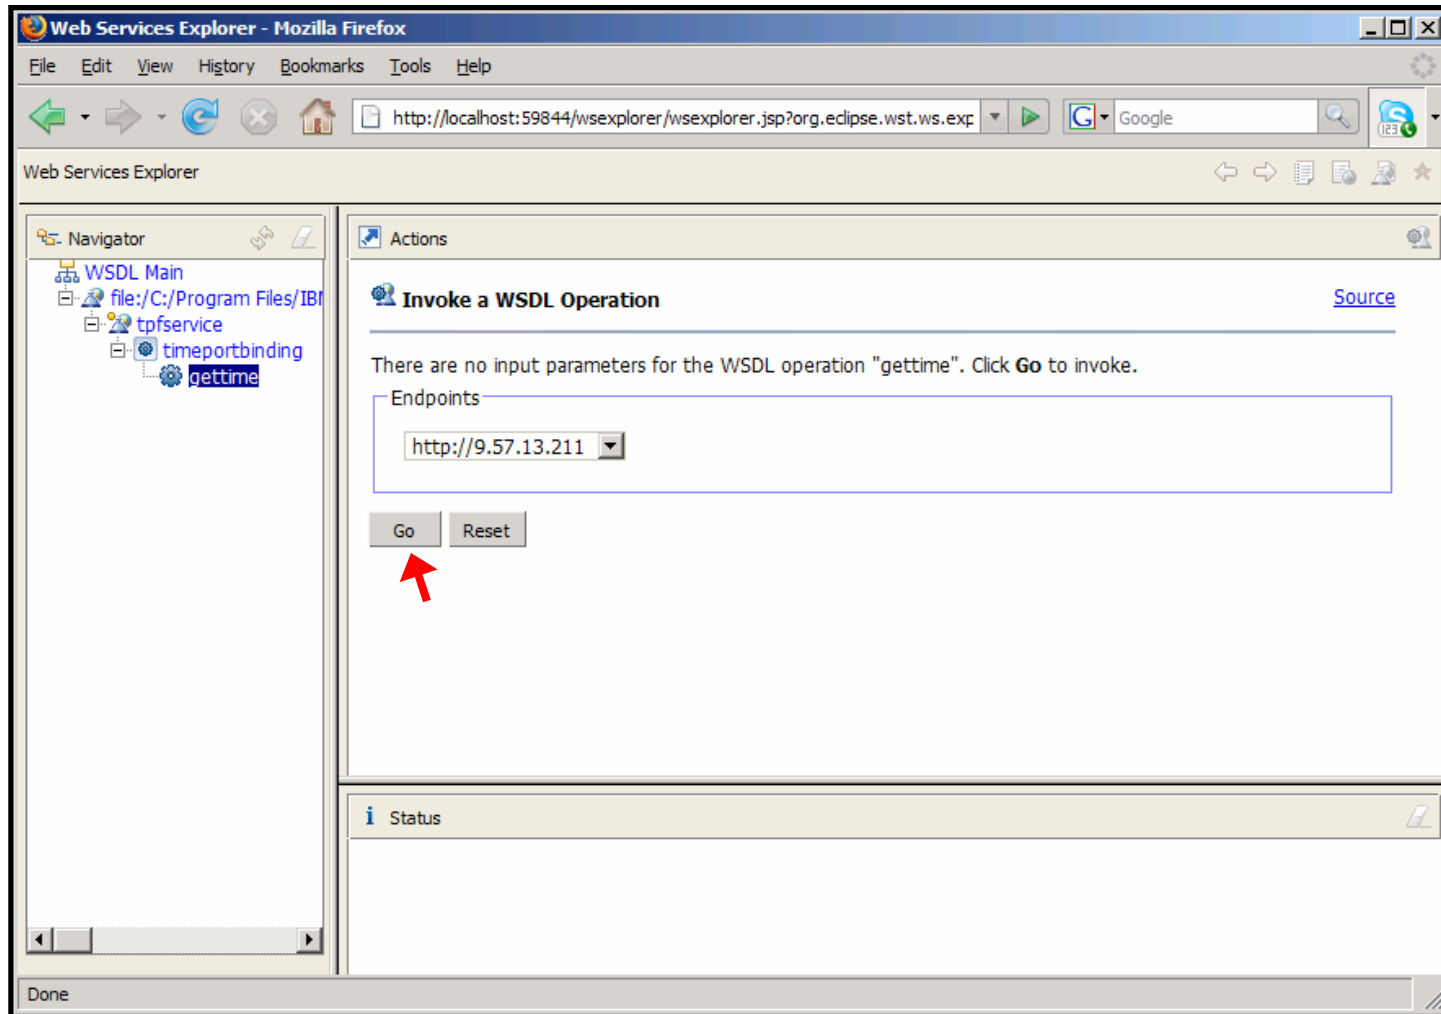 Web Services Explorer - Mozilla Firefox
File Edit View History Bookmarks Tools Help
http://localhost:59844/wsexplorer/wsexplorer.jsp?org.eclipse.wst.ws.exp
G Google
123
Web Services Explorer
Navigator
WSDL Main
file:/C:/Program Files/IBM
tpfservice
timeportbinding
gettime
Actions
Invoke a WSDL Operation
Source
There are no input parameters for the WSDL operation "gettime". Click Go to invoke.
Endpoints
http://9.57.13.211
Go Reset
i Status
Done